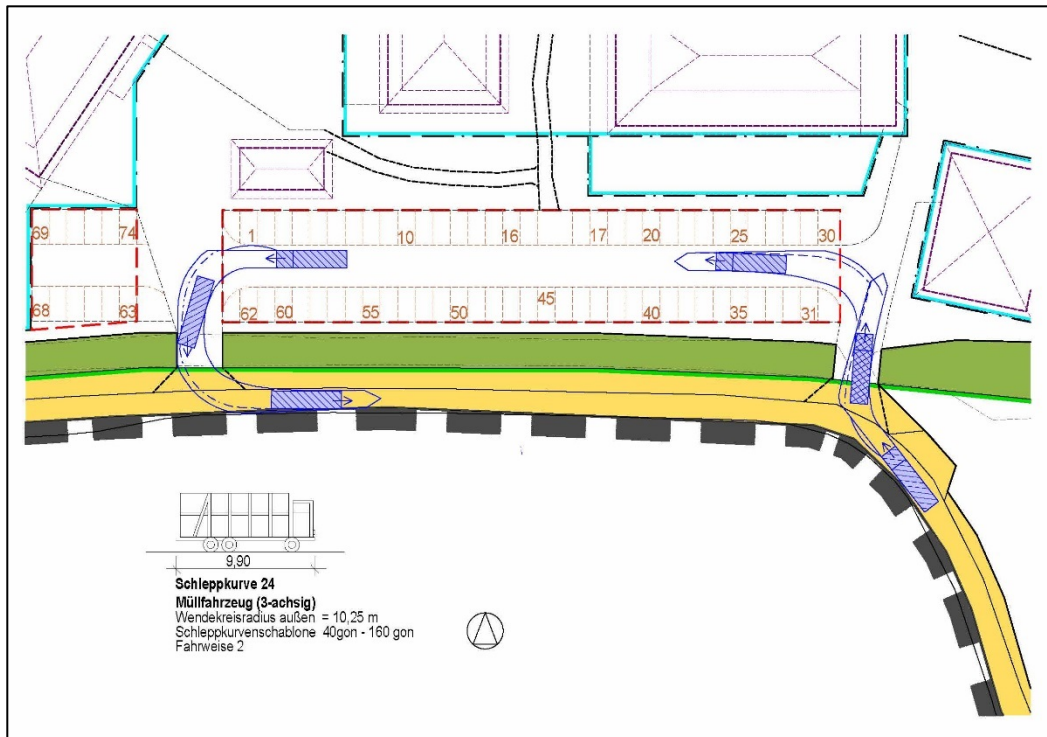 69 74 1 10 16 17 20 25 30
68 63 62 60 55 50 45 40 35 31
9,90
Schleppkurve 24
Müllfahrzeug (3-achsig)
Wendekreisradius außen = 10,25 m
Schleppkurvenschablone 40gon - 160 gon
Fahrweise 2